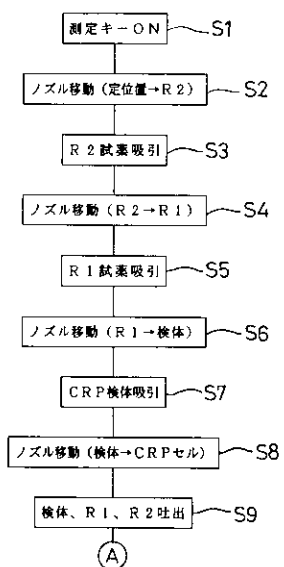 測定キーON S1
ノズル移動(定位置→R2) S2
R2試薬吸引 S3
ノズル移動(R2→R1) S4
R1試薬吸引 S5
ノズル移動(R1→検体) S6
CRP検体吸引 S7
ノズル移動(検体→CRPセル) S8
検体、R1、R2吐出 S9
A